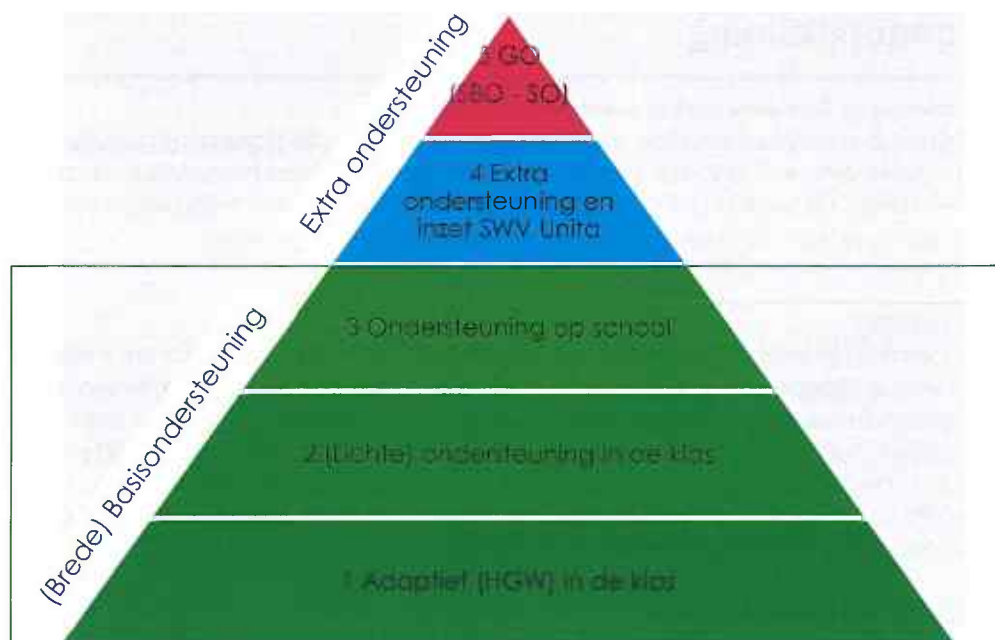 Extra ondersteuning
5 GO
(SBO - SO)
4 Extra
ondersteuning en
inzet SWV Unita
(Brede) Basisondersteuning
3 Ondersteuning op school
2 (Lichte) ondersteuning in de klas
1 Adaptief (HGW) in de klas